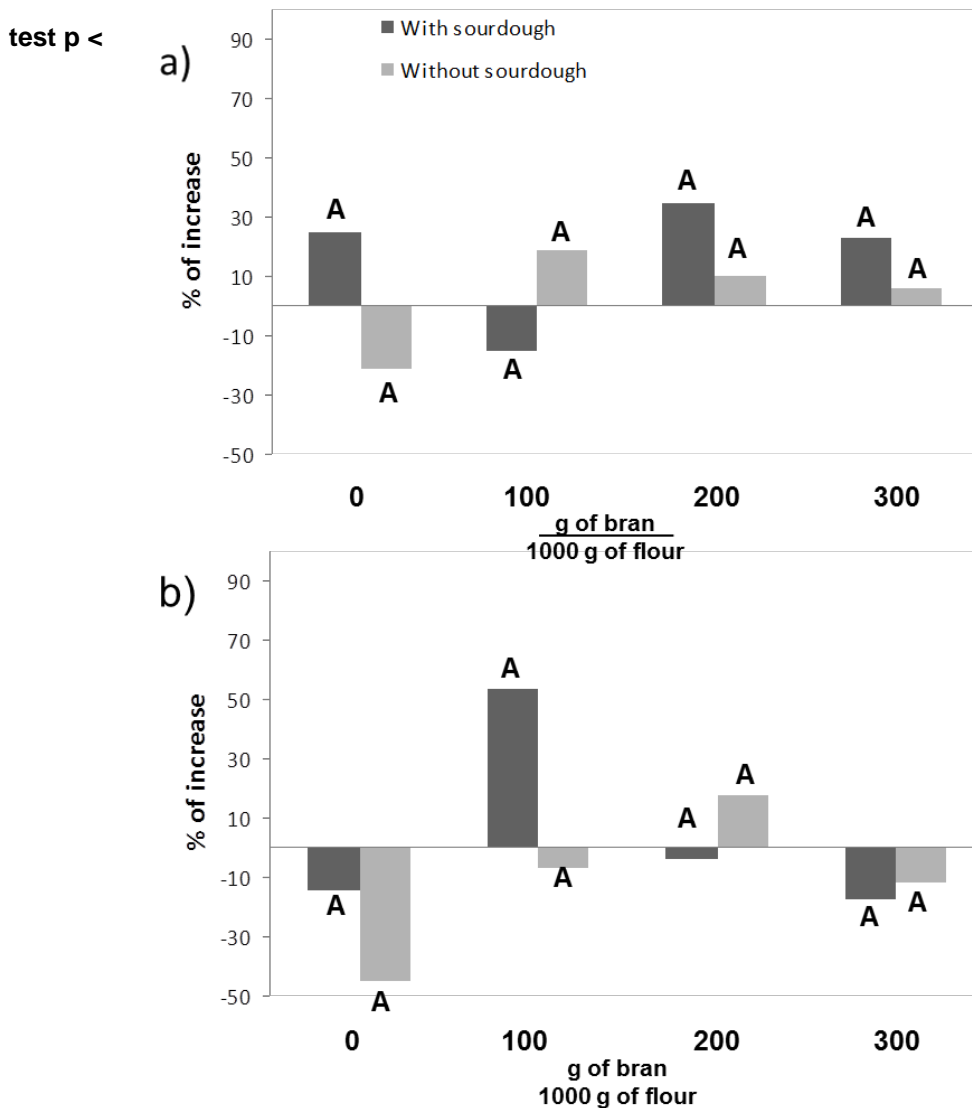 test p <
a)
With sourdough
Without sourdough
% of increase
90
70
50
30
10
-10
-30
-50
A
A
A
A
A
A
A
A
0 100 200 300
g of bran
1000 g of flour
b)
% of increase
90
70
50
30
10
-10
-30
-50
A
A
A
A
A
A
A
A
0 100 200 300
g of bran
1000 g of flour